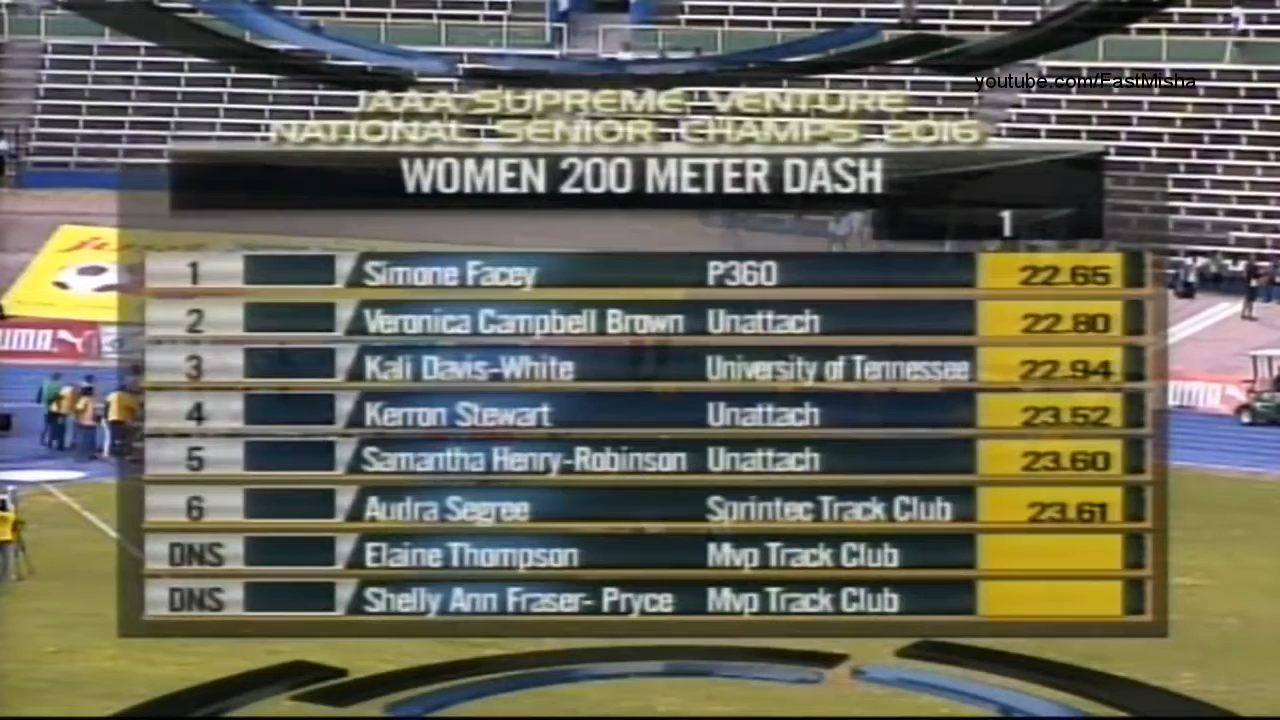 youtube.com/FastMisha
JAAA SUPREME VENTURE
NATIONAL SENIOR CHAMPS 2016
WOMEN 200 METER DASH
1
1 Simone Facey P360 22.65
2 Veronica Campbell Brown Unattach 22.80
3 Kali Davis-White University of Tennessee 22.94
4 Kerron Stewart Unattach 23.52
5 Samantha Henry-Robinson Unattach 23.60
6 Audra Segree Sprintec Track Club 23.61
DNS Elaine Thompson Mvp Track Club
DNS Shelly Ann Fraser- Pryce Mvp Track Club
UMA
UMA